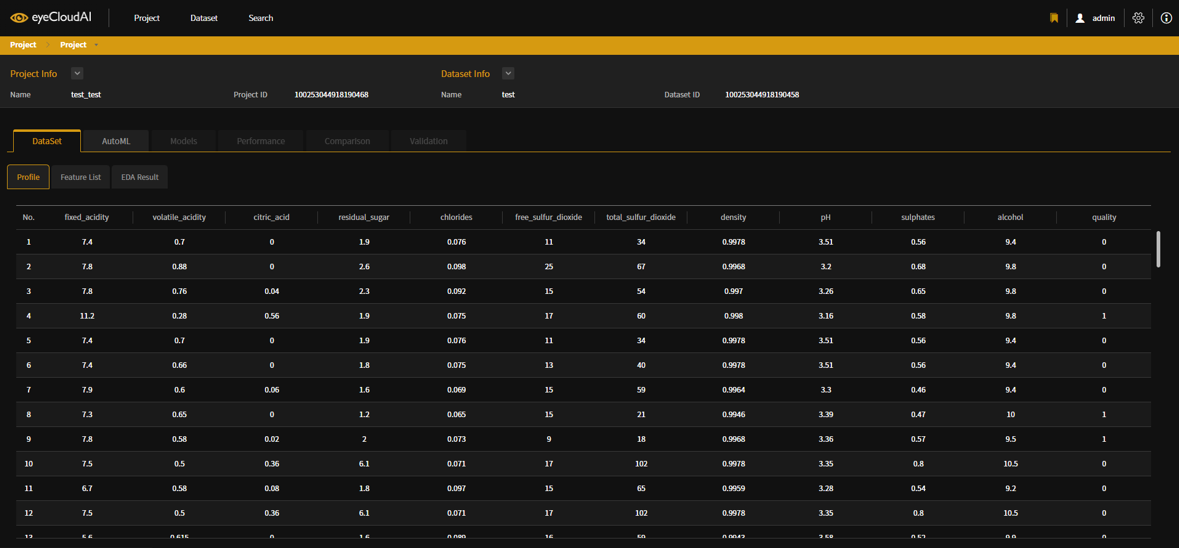 eyeCloudAI Project Dataset Search admin
Project > Project
Project Info Dataset Info
Name test_test Project ID 100253044918190468 Name test Dataset ID 100253044918190458
DataSet AutoML Models Performance Comparison Validation
Profile Feature List EDA Result
No. fixed_acidity volatile_acidity citric_acid residual_sugar chlorides free_sulfur_dioxide total_sulfur_dioxide density pH sulphates alcohol quality
1 7.4 0.7 0 1.9 0.076 11 34 0.9978 3.51 0.56 9.4 0
2 7.8 0.88 0 2.6 0.098 25 67 0.9968 3.2 0.68 9.8 0
3 7.8 0.76 0.04 2.3 0.092 15 54 0.997 3.26 0.65 9.8 0
4 11.2 0.28 0.56 1.9 0.075 17 60 0.998 3.16 0.58 9.8 1
5 7.4 0.7 0 1.9 0.076 11 34 0.9978 3.51 0.56 9.4 0
6 7.4 0.66 0 1.8 0.075 13 40 0.9978 3.51 0.56 9.4 0
7 7.9 0.6 0.06 1.6 0.069 15 59 0.9964 3.3 0.46 9.4 0
8 7.3 0.65 0 1.2 0.065 15 21 0.9946 3.39 0.47 10 1
9 7.8 0.58 0.02 2 0.073 9 18 0.9968 3.36 0.57 9.5 1
10 7.5 0.5 0.36 6.1 0.071 17 102 0.9978 3.35 0.8 10.5 0
11 6.7 0.58 0.08 1.8 0.097 15 65 0.9959 3.28 0.54 9.2 0
12 7.5 0.5 0.36 6.1 0.071 17 102 0.9978 3.35 0.8 10.5 0
13 5.6 0.615 0 1.6 0.089 16 59 0.9943 3.58 0.52 9.9 0